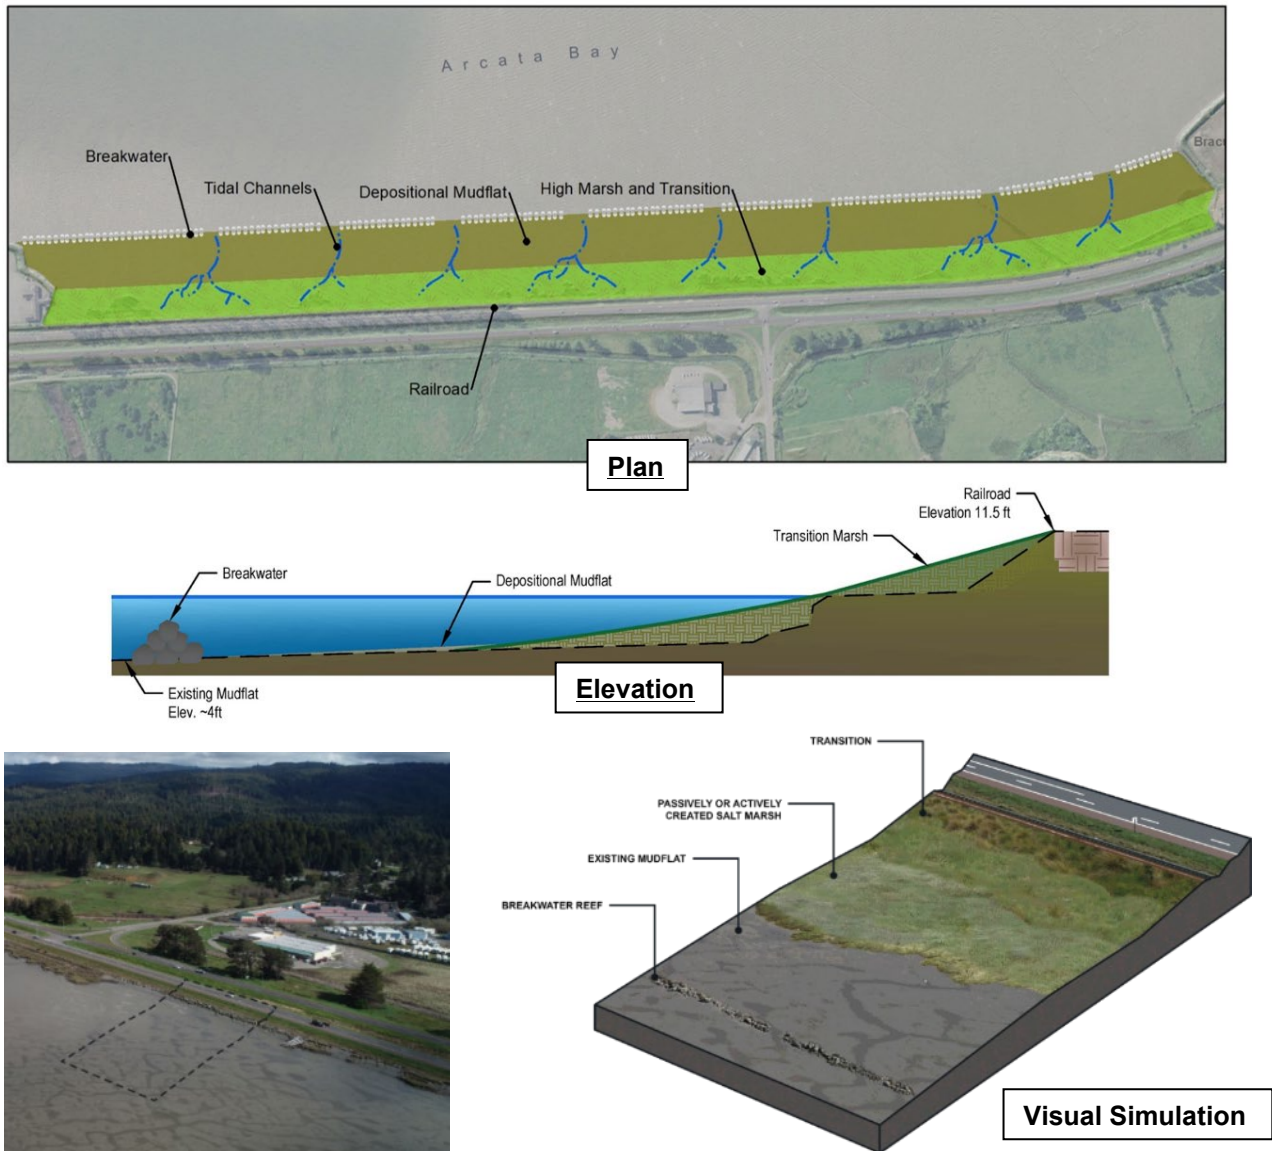 Arcata Bay
Breakwater
Tidal Channels
Depositional Mudflat
High Marsh and Transition
Railroad
Plan
Railroad
Elevation 11.5 ft
Transition Marsh
Breakwater
Depositional Mudflat
Existing Mudflat
Elev. ~4ft
Elevation
TRANSITION
PASSIVELY OR ACTIVELY
CREATED SALT MARSH
EXISTING MUDFLAT
BREAKWATER REEF
Visual Simulation